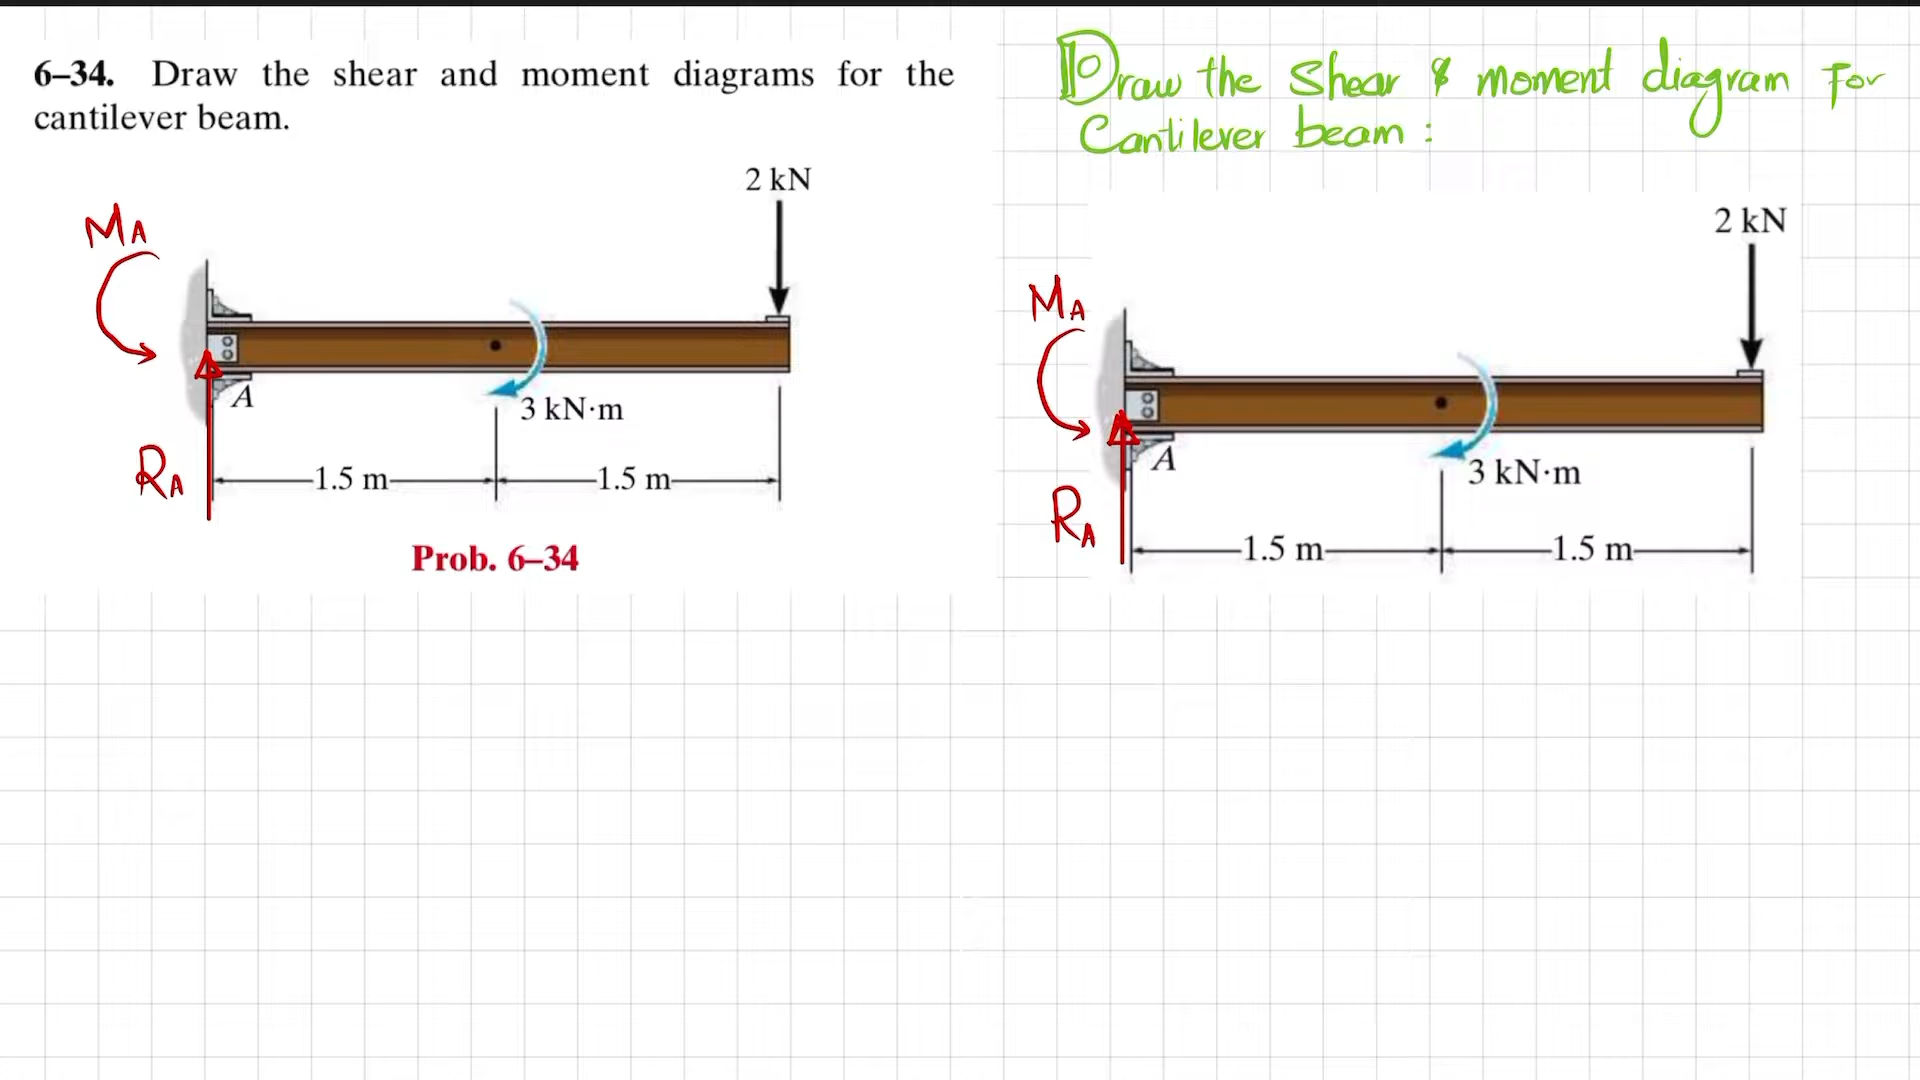 6–34. Draw the shear and moment diagrams for the
cantilever beam.
2 kN
MA
A
3 kN·m
RA
1.5 m
1.5 m
Prob. 6–34
Draw the Shear & moment diagram For
Cantilever beam :
2 kN
MA
A
3 kN·m
RA
1.5 m
1.5 m